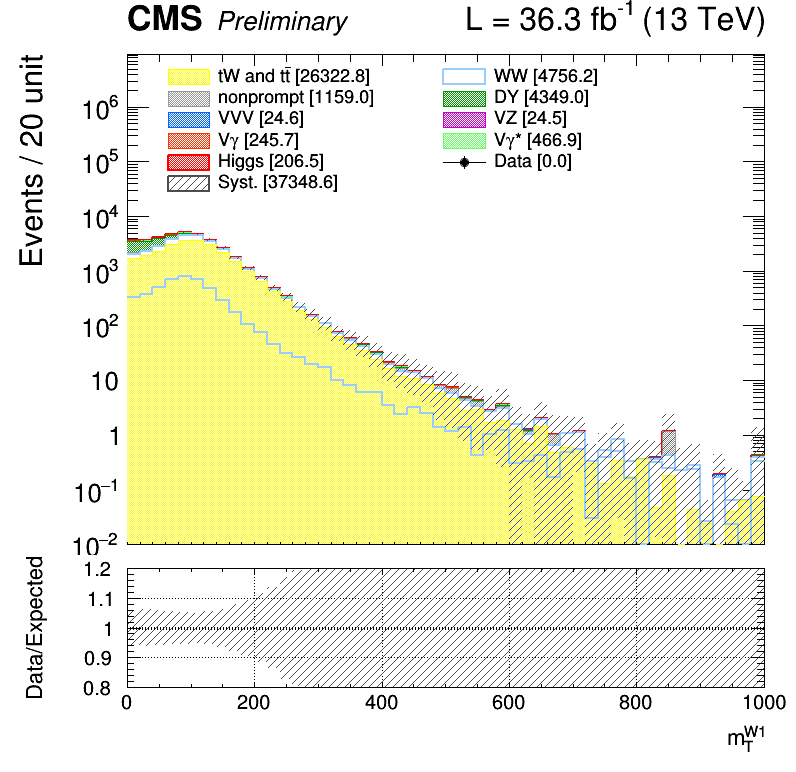 CMS Preliminary L = 36.3 fb⁻¹ (13 TeV)
Events / 20 unit
tW and tt̄ [26322.8] WW [4756.2]
nonprompt [1159.0] DY [4349.0]
VVV [24.6] VZ [24.5]
Vγ [245.7] Vγ* [466.9]
Higgs [206.5] Data [0.0]
Syst. [37348.6]
10⁶
10⁵
10⁴
10³
10²
10
1
10⁻¹
10⁻²
Data/Expected
1.2
1.1
1
0.9
0.8
0 200 400 600 800 1000
m_T^W1